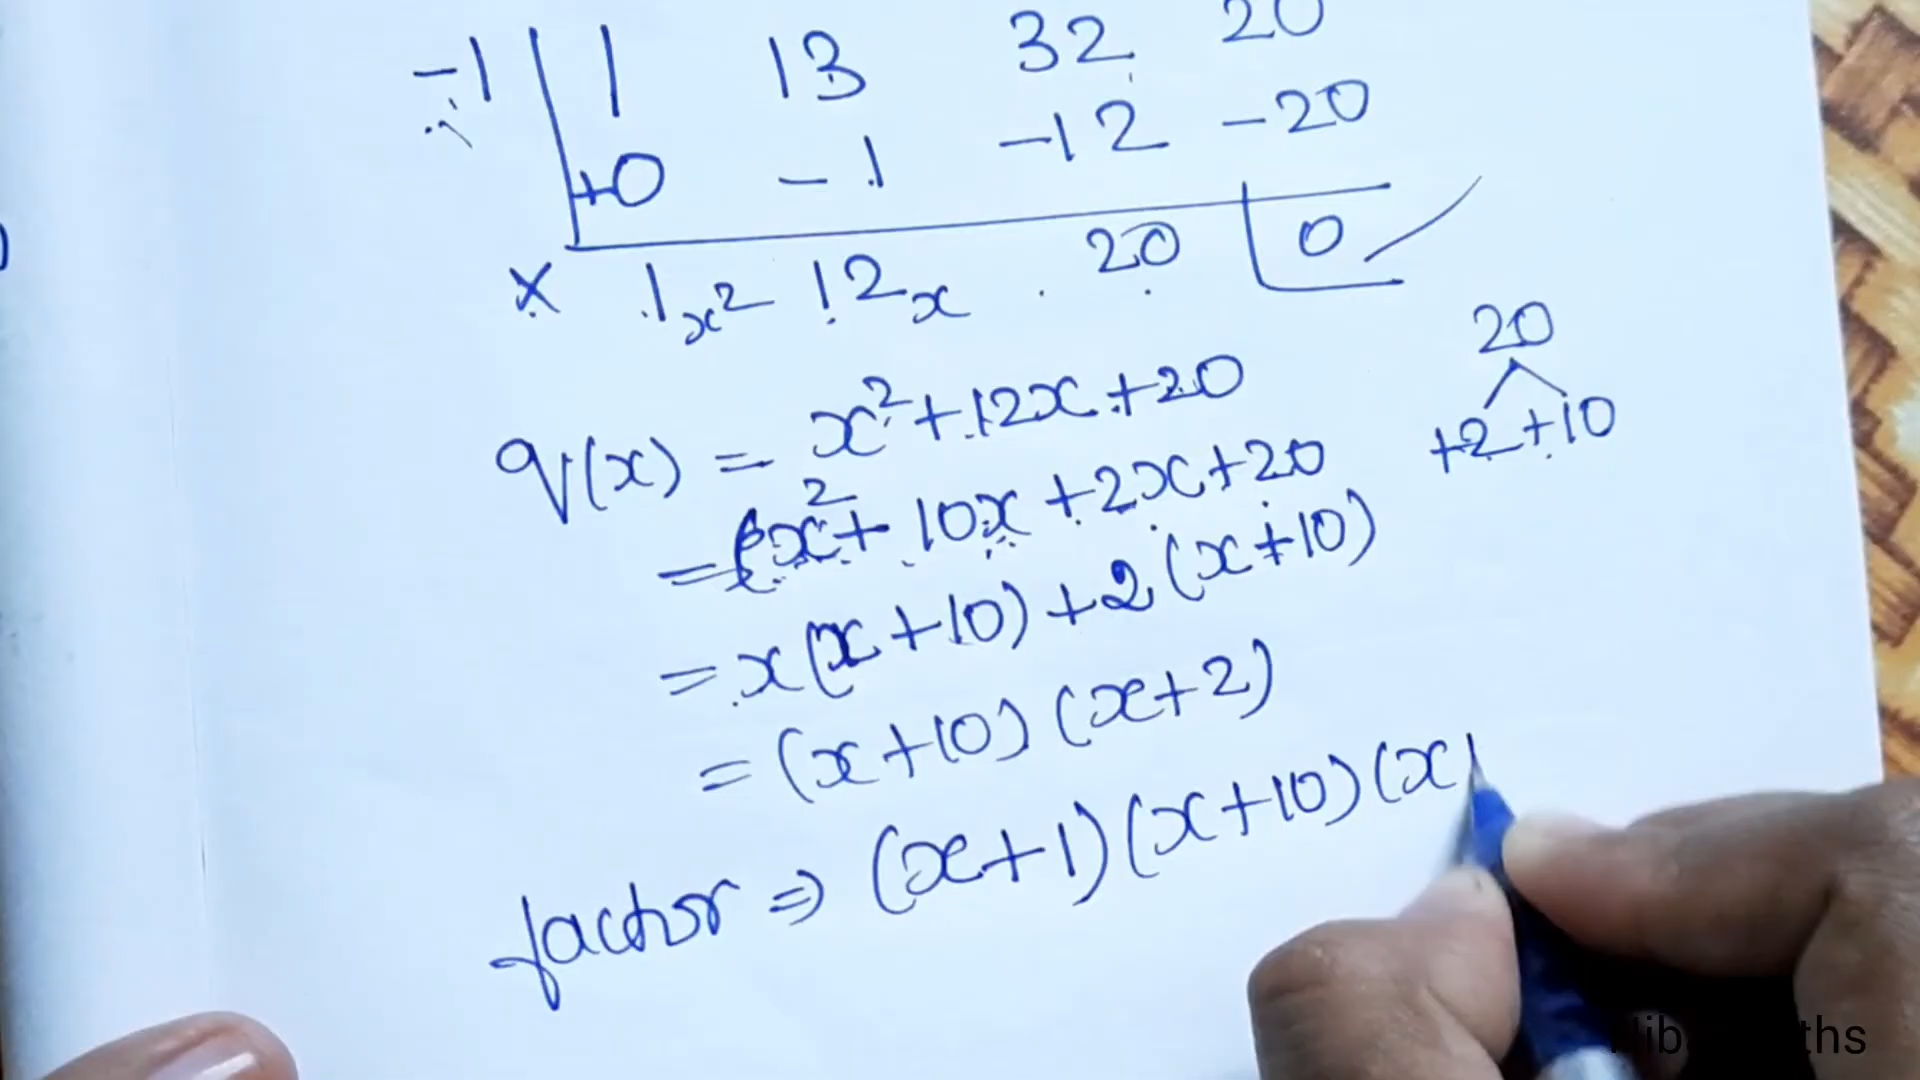 -1 | 1 13 32 20
+0 -1 -12 -20
x 1x² 12x 20 | 0
20
+2 +10
q(x) = x²+12x+20
= x²+10x+2x+20
= x(x+10)+2(x+10)
= (x+10)(x+2)
factor ⇒ (x+1)(x+10)(x